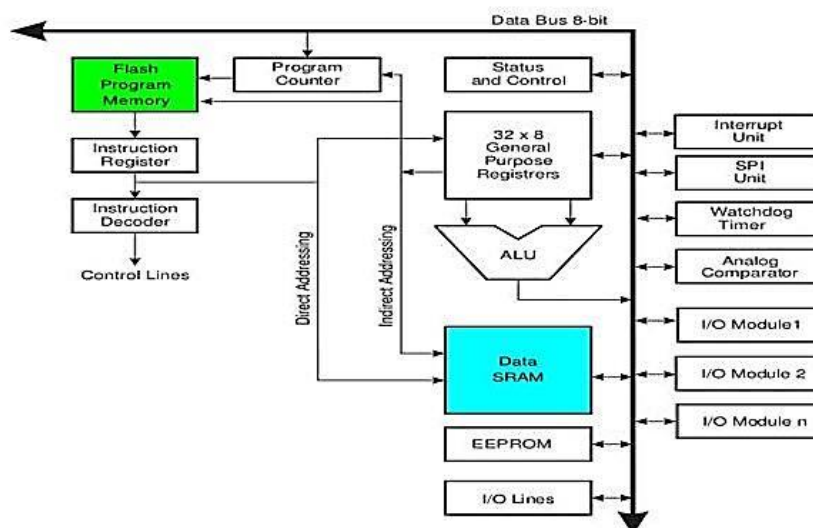 Data Bus 8-bit
Flash
Program
Memory
Program
Counter
Status
and Control
Instruction
Register
32 x 8
General
Purpose
Registrers
Interrupt
Unit
SPI
Unit
Instruction
Decoder
Watchdog
Timer
ALU
Analog
Comparator
Control Lines
Direct Addressing
Indirect Addressing
I/O Module1
Data
SRAM
I/O Module 2
I/O Module n
EEPROM
I/O Lines